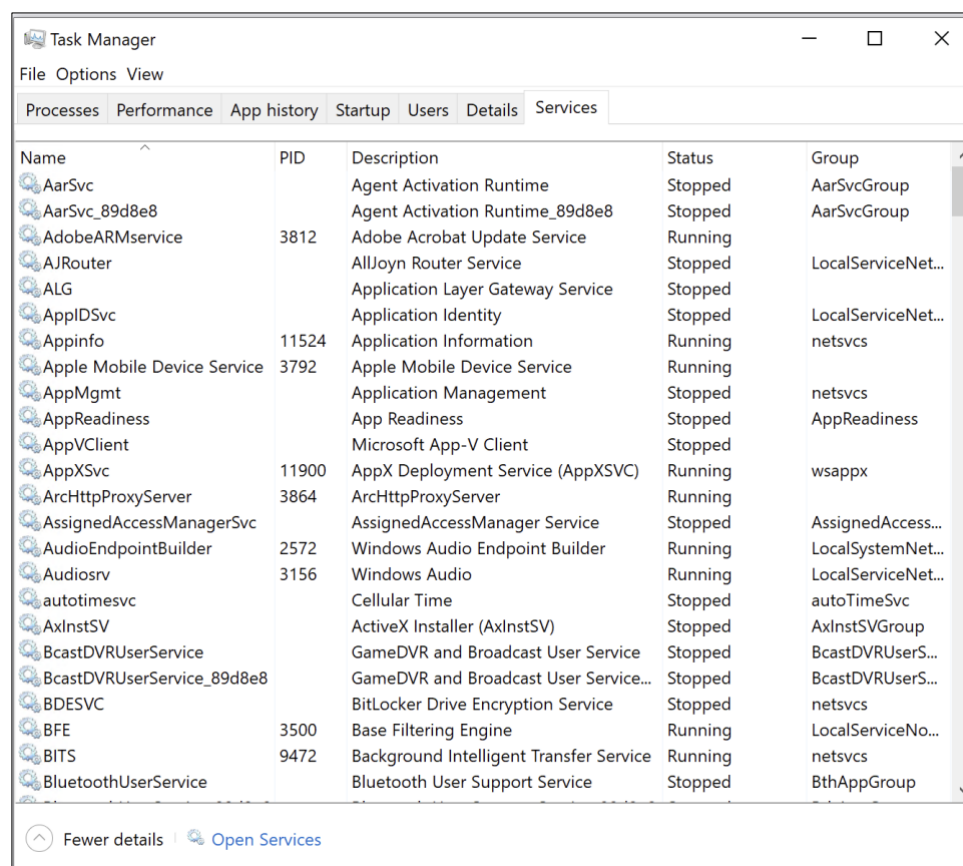 Task Manager
File Options View
Processes Performance App history Startup Users Details Services
Name PID Description Status Group
AarSvc Agent Activation Runtime Stopped AarSvcGroup
AarSvc_89d8e8 Agent Activation Runtime_89d8e8 Stopped AarSvcGroup
AdobeARMservice 3812 Adobe Acrobat Update Service Running
AJRouter AllJoyn Router Service Stopped LocalServiceNet...
ALG Application Layer Gateway Service Stopped
AppIDSvc Application Identity Stopped LocalServiceNet...
Appinfo 11524 Application Information Running netsvcs
Apple Mobile Device Service 3792 Apple Mobile Device Service Running
AppMgmt Application Management Stopped netsvcs
AppReadiness App Readiness Stopped AppReadiness
AppVClient Microsoft App-V Client Stopped
AppXSvc 11900 AppX Deployment Service (AppXSVC) Running wsappx
ArcHttpProxyServer 3864 ArcHttpProxyServer Running
AssignedAccessManagerSvc AssignedAccessManager Service Stopped AssignedAccess...
AudioEndpointBuilder 2572 Windows Audio Endpoint Builder Running LocalSystemNet...
Audiosrv 3156 Windows Audio Running LocalServiceNet...
autotimesvc Cellular Time Stopped autoTimeSvc
AxInstSV ActiveX Installer (AxInstSV) Stopped AxInstSVGroup
BcastDVRUserService GameDVR and Broadcast User Service Stopped BcastDVRUserS...
BcastDVRUserService_89d8e8 GameDVR and Broadcast User Service... Stopped BcastDVRUserS...
BDESVC BitLocker Drive Encryption Service Stopped netsvcs
BFE 3500 Base Filtering Engine Running LocalServiceNo...
BITS 9472 Background Intelligent Transfer Service Running netsvcs
BluetoothUserService Bluetooth User Support Service Stopped BthAppGroup
Fewer details Open Services